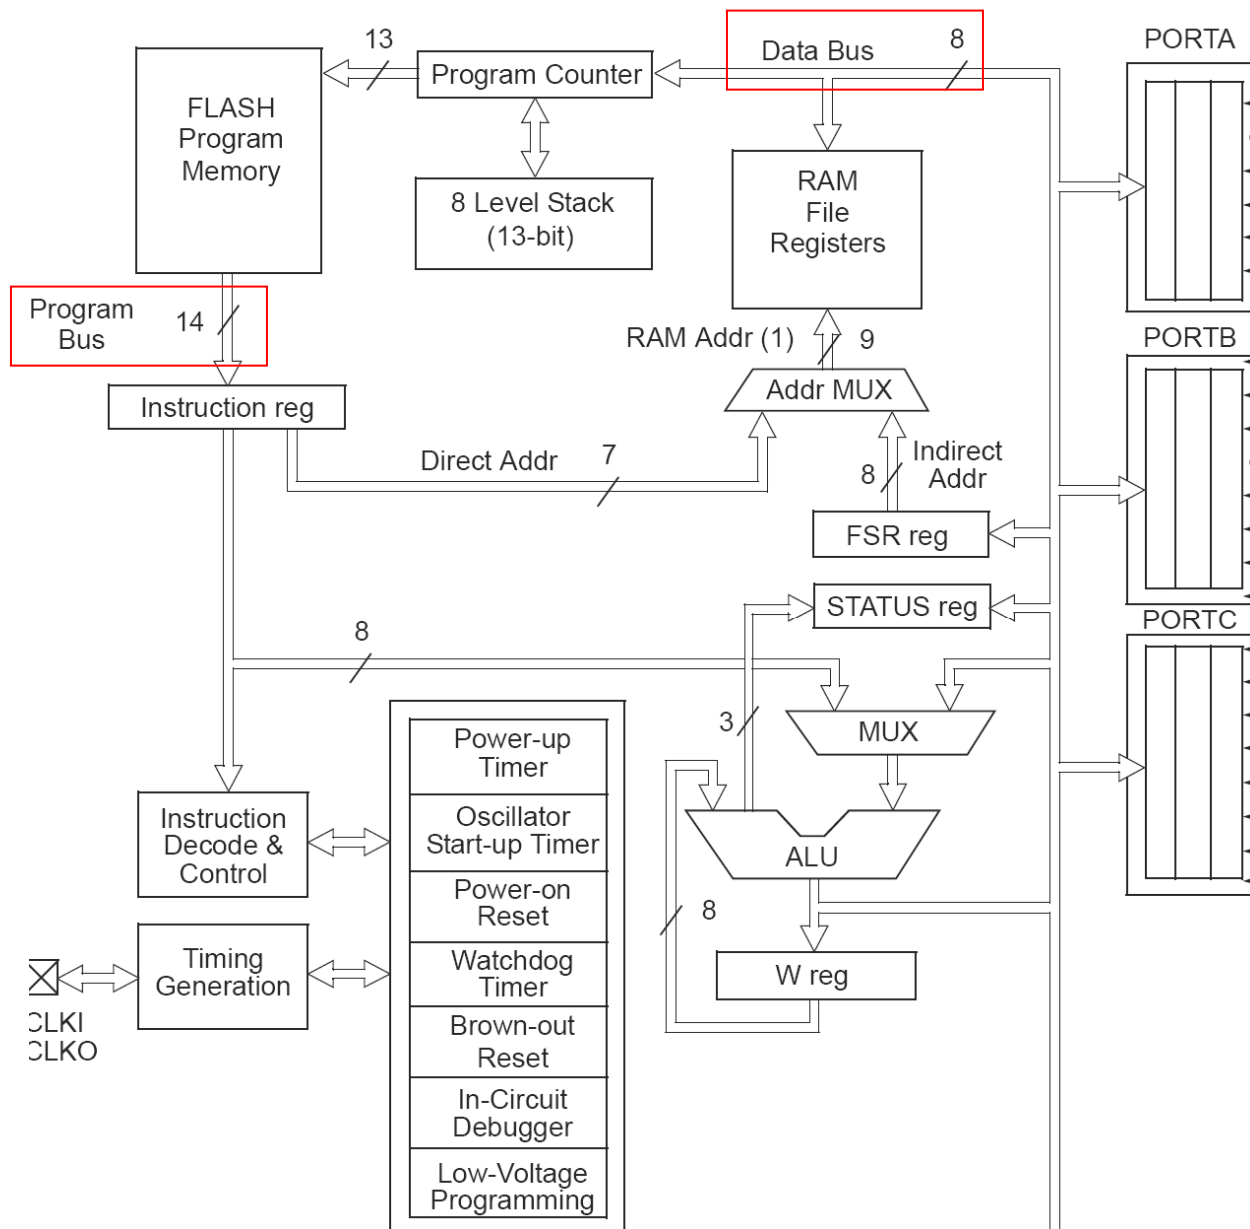 13
Program Counter
Data Bus
8
PORTA
FLASH
Program
Memory
8 Level Stack
(13-bit)
RAM
File
Registers
Program
Bus
14
RAM Addr (1)
9
PORTB
Instruction reg
Addr MUX
Direct Addr
7
8
Indirect
Addr
FSR reg
STATUS reg
PORTC
8
3
MUX
Power-up
Timer
Instruction
Decode &
Control
Oscillator
Start-up Timer
ALU
Power-on
Reset
8
Timing
Generation
Watchdog
Timer
W reg
CLKI
CLKO
Brown-out
Reset
In-Circuit
Debugger
Low-Voltage
Programming